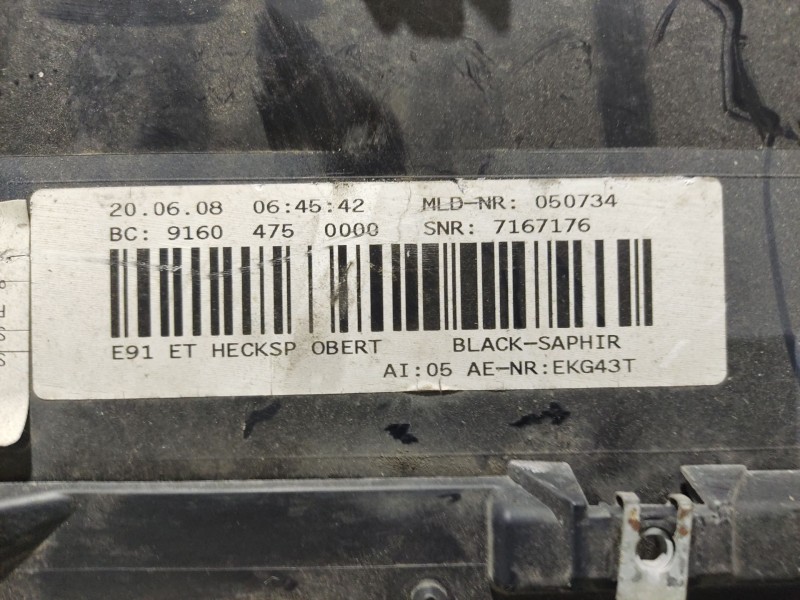 20.06.08 06:45:42 MLD-NR: 050734
BC: 9160 475 0000 SNR: 7167176
E91 ET HECKSP OBERT BLACK-SAPHIR
AI:05 AE-NR:EKG43T